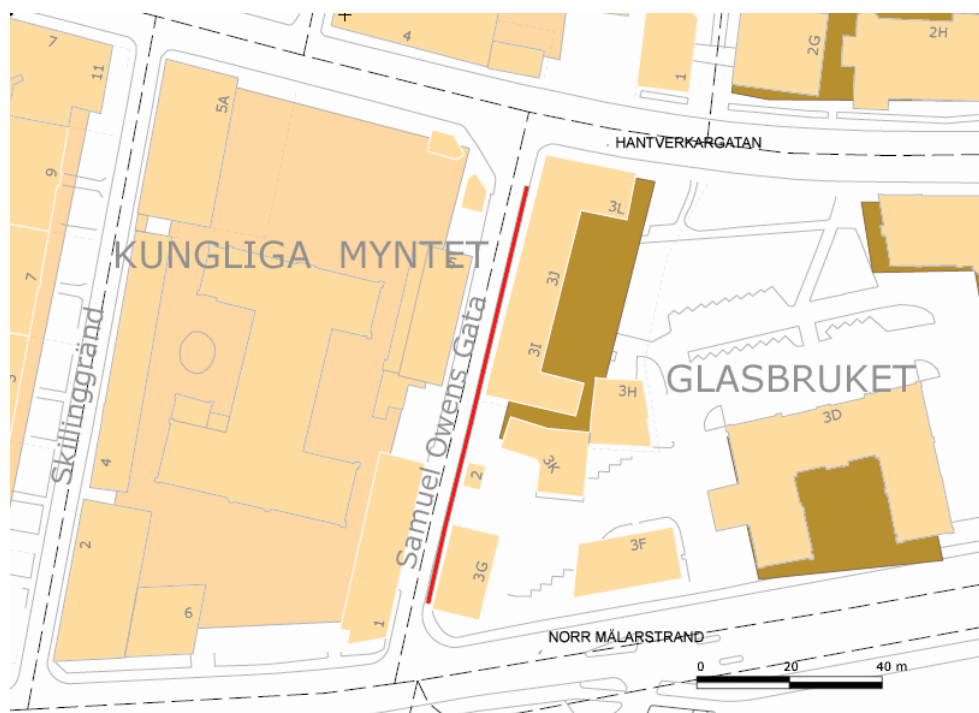 7
11
4
1
2G
2H
5A
HANTVERKARGATAN
9
3L
KUNGLIGA MYNTET
7
3J
Samuel Owens Gata
3I
Skillinggränd
GLASBRUKET
3H
3D
4
3K
2
2
3F
3G
6
1
NORR MÄLARSTRAND
0 20 40 m